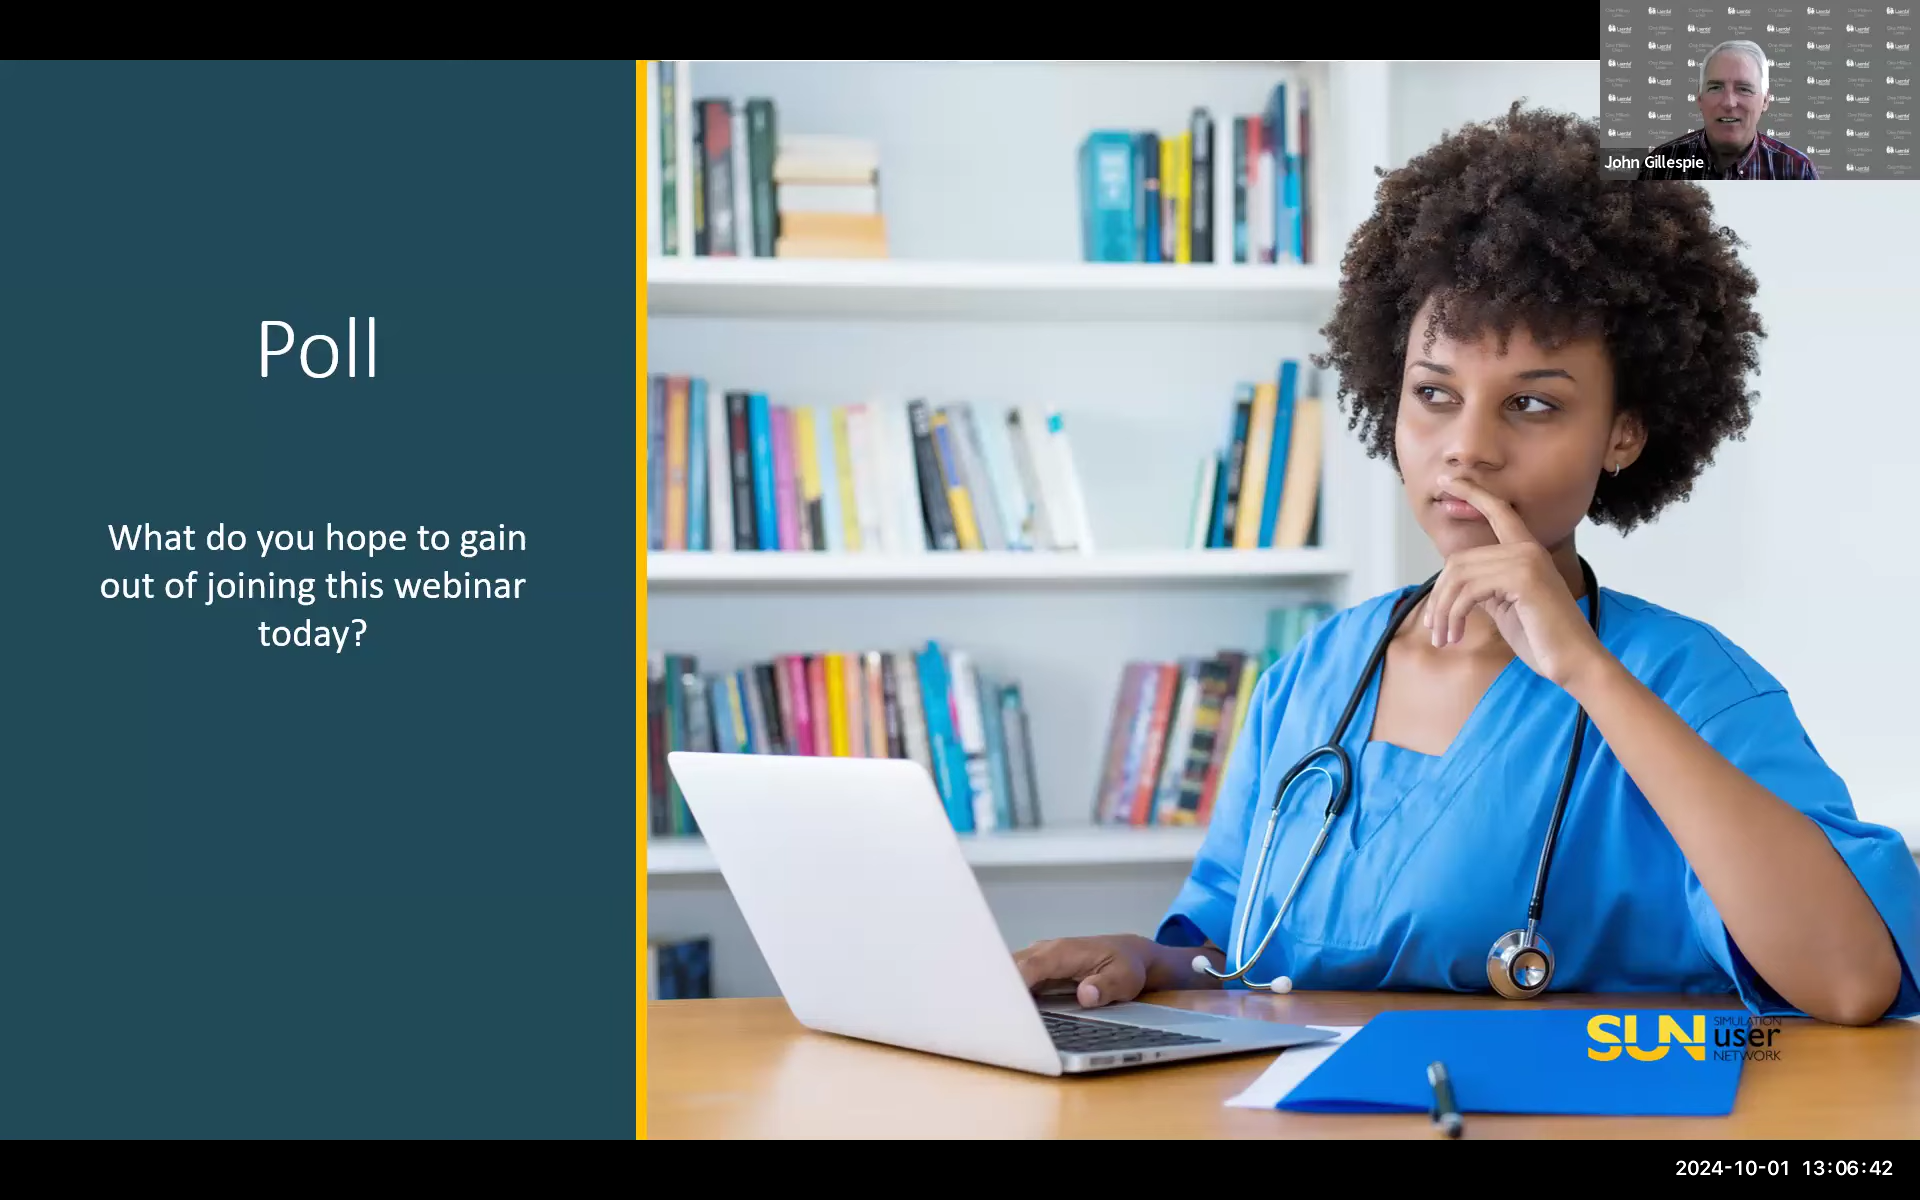 John Gillespie
Poll
What do you hope to gain
out of joining this webinar
today?
SUN
SIMULATION
user
NETWORK
2024-10-01 13:06:42